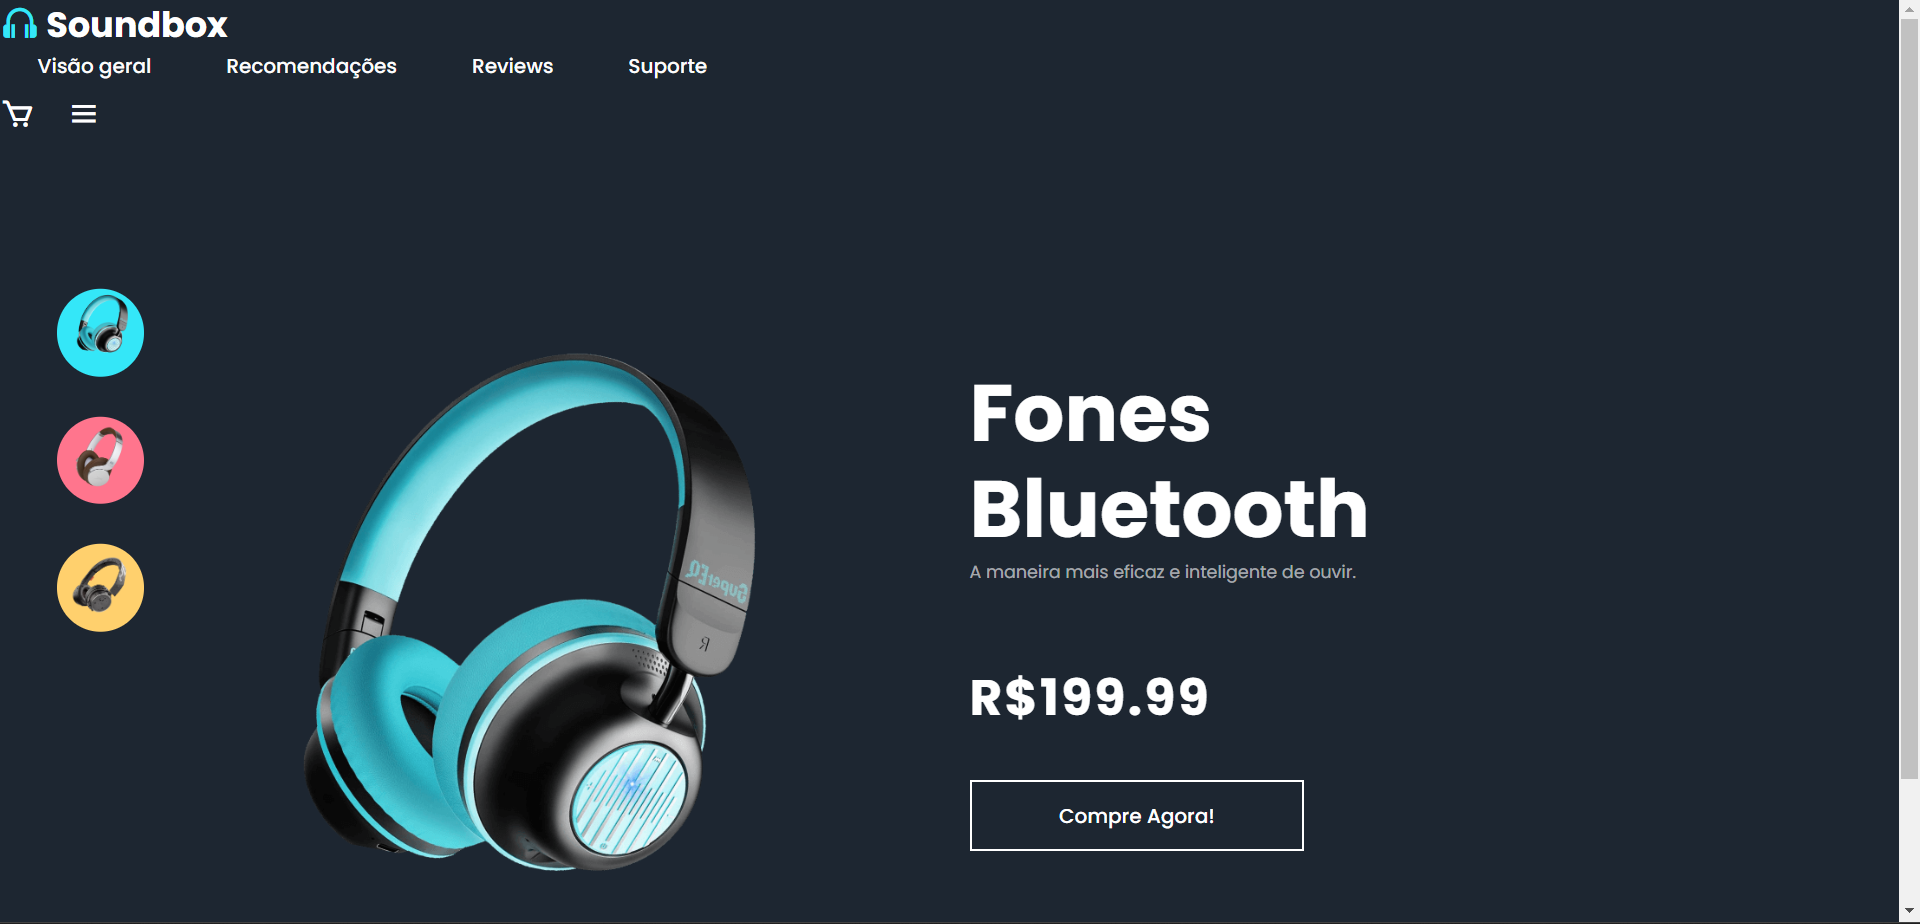 Soundbox
Visão geral Recomendações Reviews Suporte
Fones
Bluetooth
A maneira mais eficaz e inteligente de ouvir.
R$199.99
Compre Agora!
SuperEQ
R